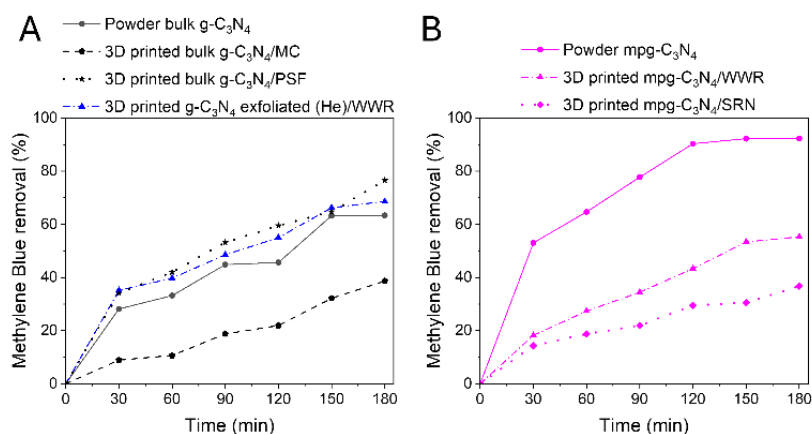 A
Powder bulk g-C₃N₄
3D printed bulk g-C₃N₄/MC
3D printed bulk g-C₃N₄/PSF
3D printed g-C₃N₄ exfoliated (He)/WWR
Methylene Blue removal (%)
100
80
60
40
20
0
0 30 60 90 120 150 180
Time (min)
B
Powder mpg-C₃N₄
3D printed mpg-C₃N₄/WWR
3D printed mpg-C₃N₄/SRN
Methylene Blue removal (%)
100
80
60
40
20
0
0 30 60 90 120 150 180
Time (min)